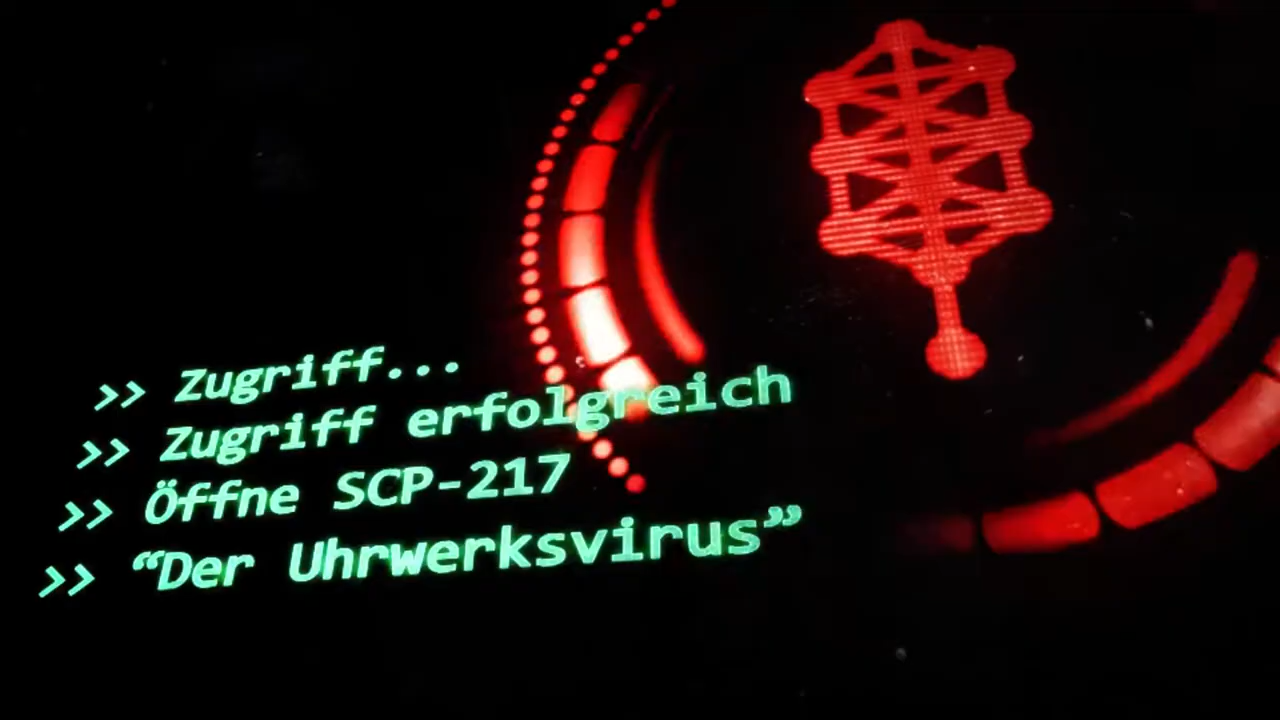 >> Zugriff...
>> Zugriff erfolgreich
>> Öffne SCP-217
>> “Der Uhrwerksvirus”